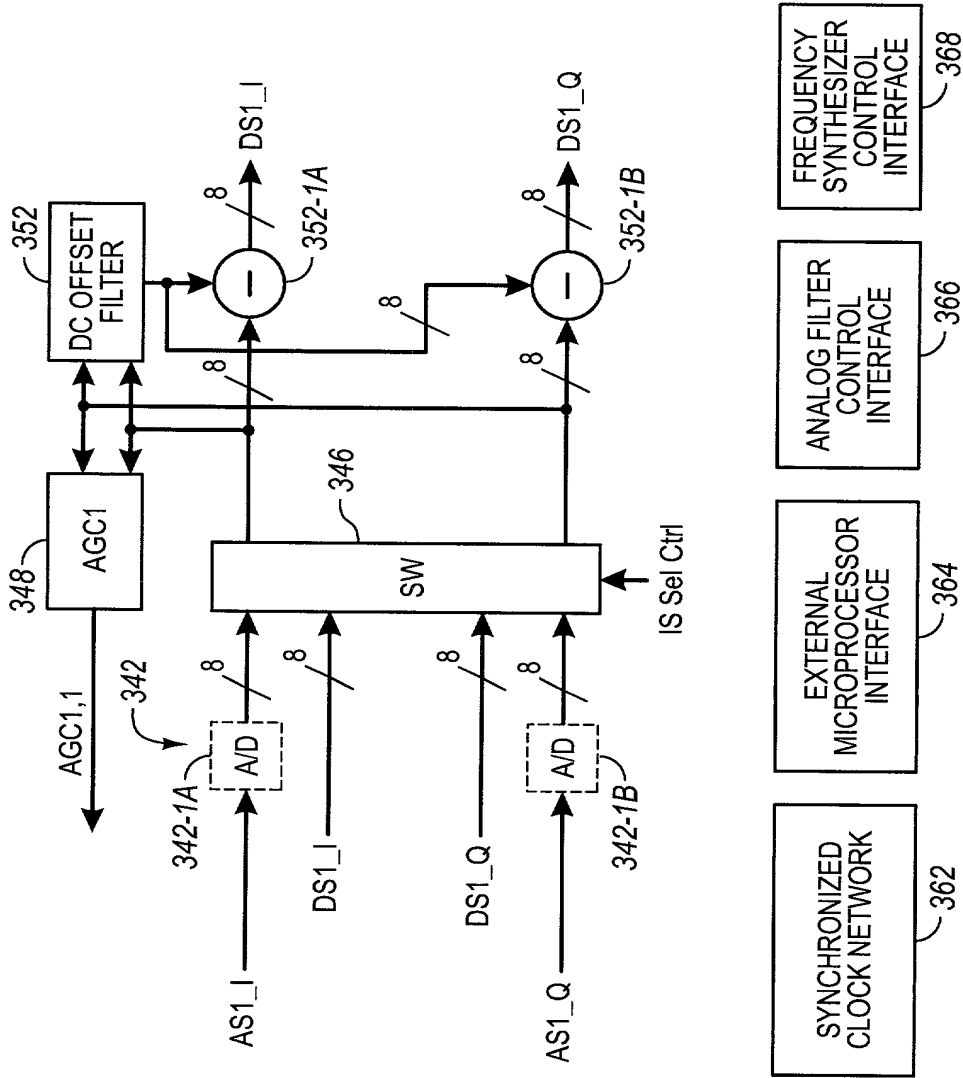 352
DC OFFSET
FILTER
348
AGC1
AGC1,1
8
DS1_I
352-1A
8
8
8
DS1_Q
352-1B
8
346
SW
IS Sel Ctrl
342
342-1A
A/D
8
AS1_I
8
DS1_I
8
DS1_Q
8
A/D
342-1B
AS1_Q
SYNCHRONIZED
CLOCK NETWORK
362
EXTERNAL
MICROPROCESSOR
INTERFACE
364
ANALOG FILTER
CONTROL
INTERFACE
366
FREQUENCY
SYNTHESIZER
CONTROL
INTERFACE
368